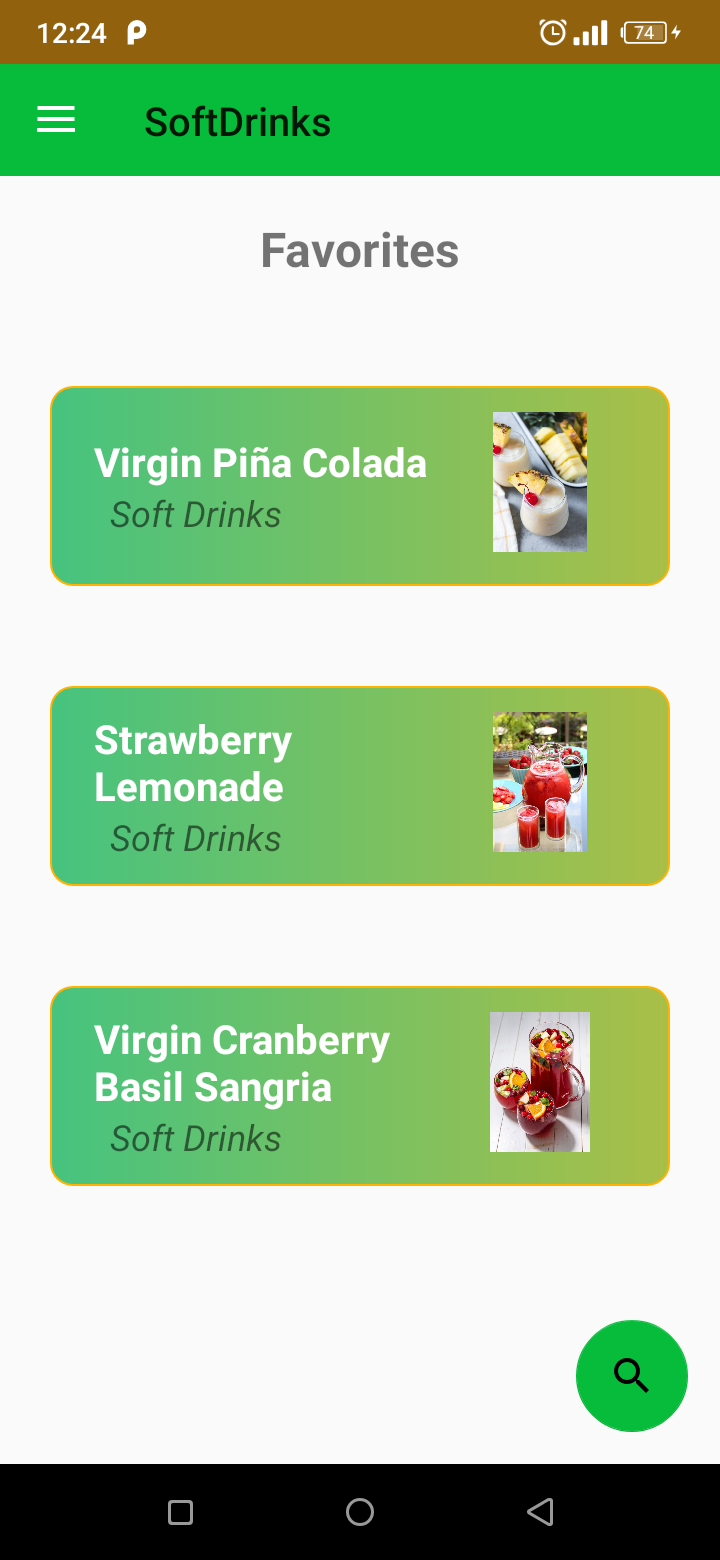 12:24
74
SoftDrinks
Favorites
Virgin Piña Colada
Soft Drinks
Strawberry
Lemonade
Soft Drinks
Virgin Cranberry
Basil Sangria
Soft Drinks